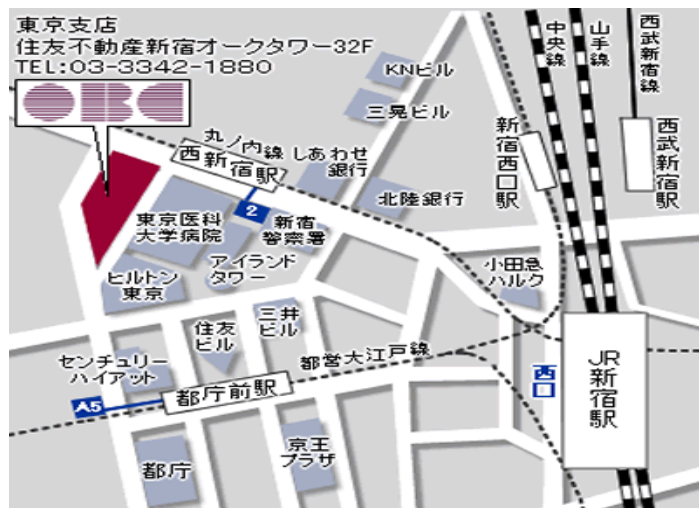 東京支店
住友不動産新宿オークタワー32F
TEL:03-3342-1880
OBC
KNビル
三晃ビル
中央線
山手線
西武新宿線
丸ノ内線
西新宿駅
しあわせ
銀行
新宿西口駅
西武新宿駅
北陸銀行
2
東京医科
大学病院
新宿
警察署
アイランド
タワー
ヒルトン
東京
小田急
ハルク
三井
ビル
住友
ビル
都営大江戸線
センチュリー
ハイアット
西口
JR新宿駅
都庁前駅
A5
京王
プラザ
都庁